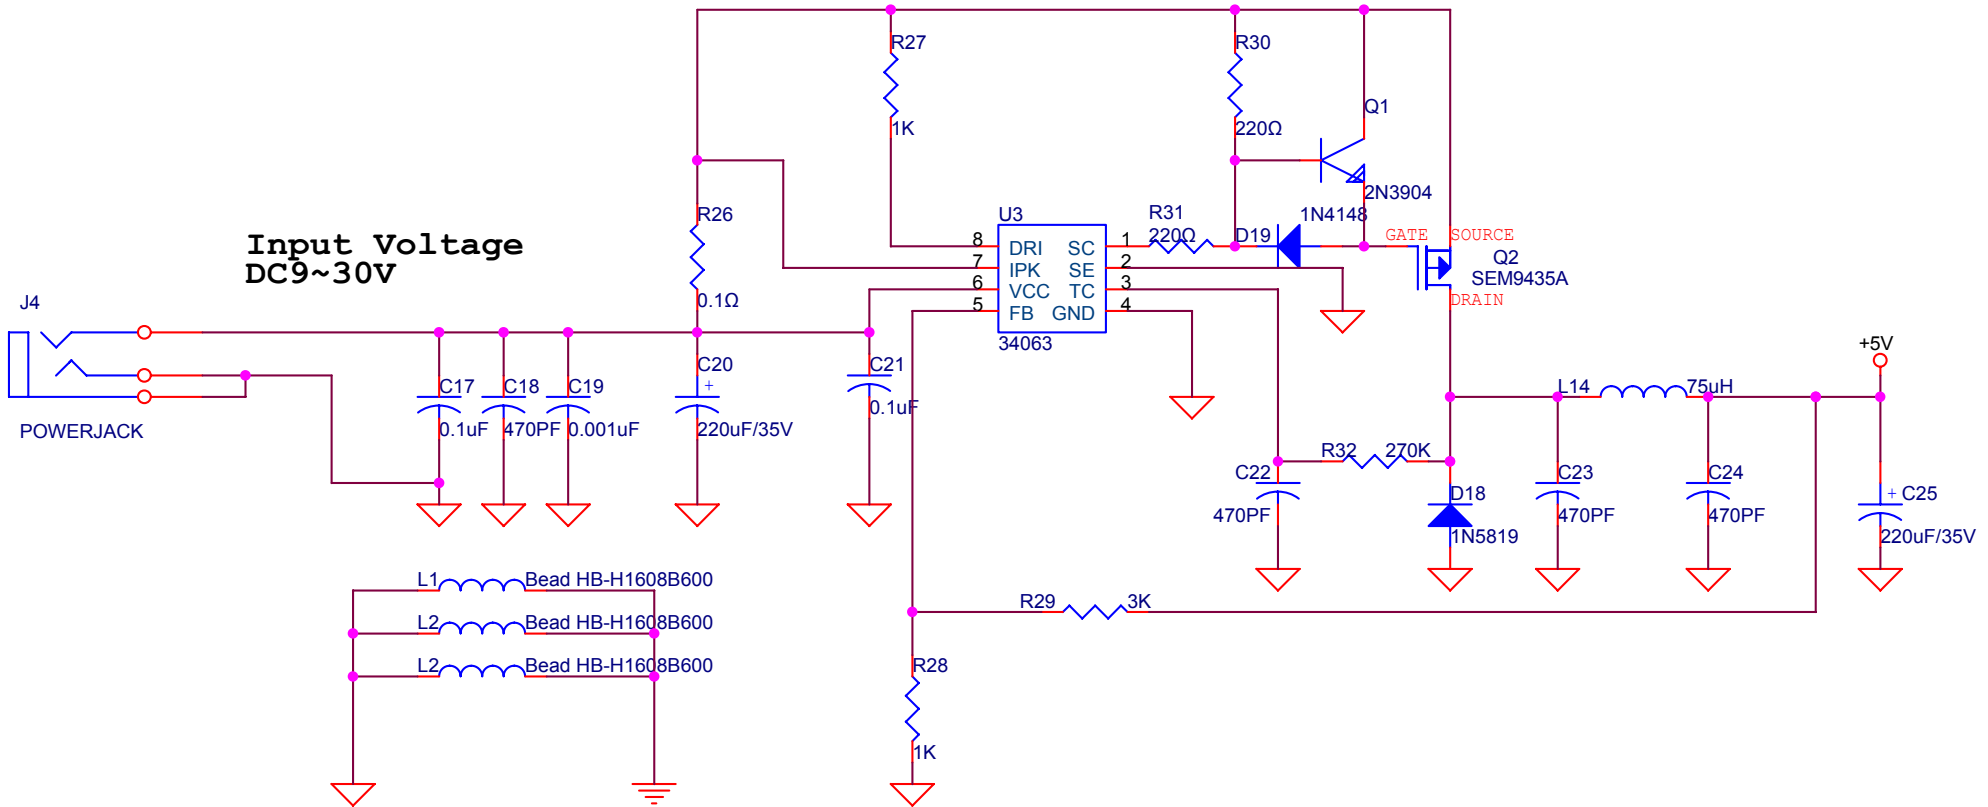 R27
1K
R30
220Ω
Q1
2N3904
R26
0.1Ω
Input Voltage
DC9~30V
J4
POWERJACK
U3
8 DRI SC 1
7 IPK SE 2
6 VCC TC 3
5 FB GND 4
34063
R31
220Ω
D19
1N4148
GATE
SOURCE
Q2
SEM9435A
DRAIN
+5V
C17
0.1uF
C18
470PF
C19
0.001uF
C20
+
220uF/35V
C21
0.1uF
L14
75uH
R32
270K
C22
470PF
D18
1N5819
C23
470PF
C24
470PF
+ C25
220uF/35V
L1 Bead HB-H1608B600
L2 Bead HB-H1608B600
L2 Bead HB-H1608B600
R29
3K
R28
1K